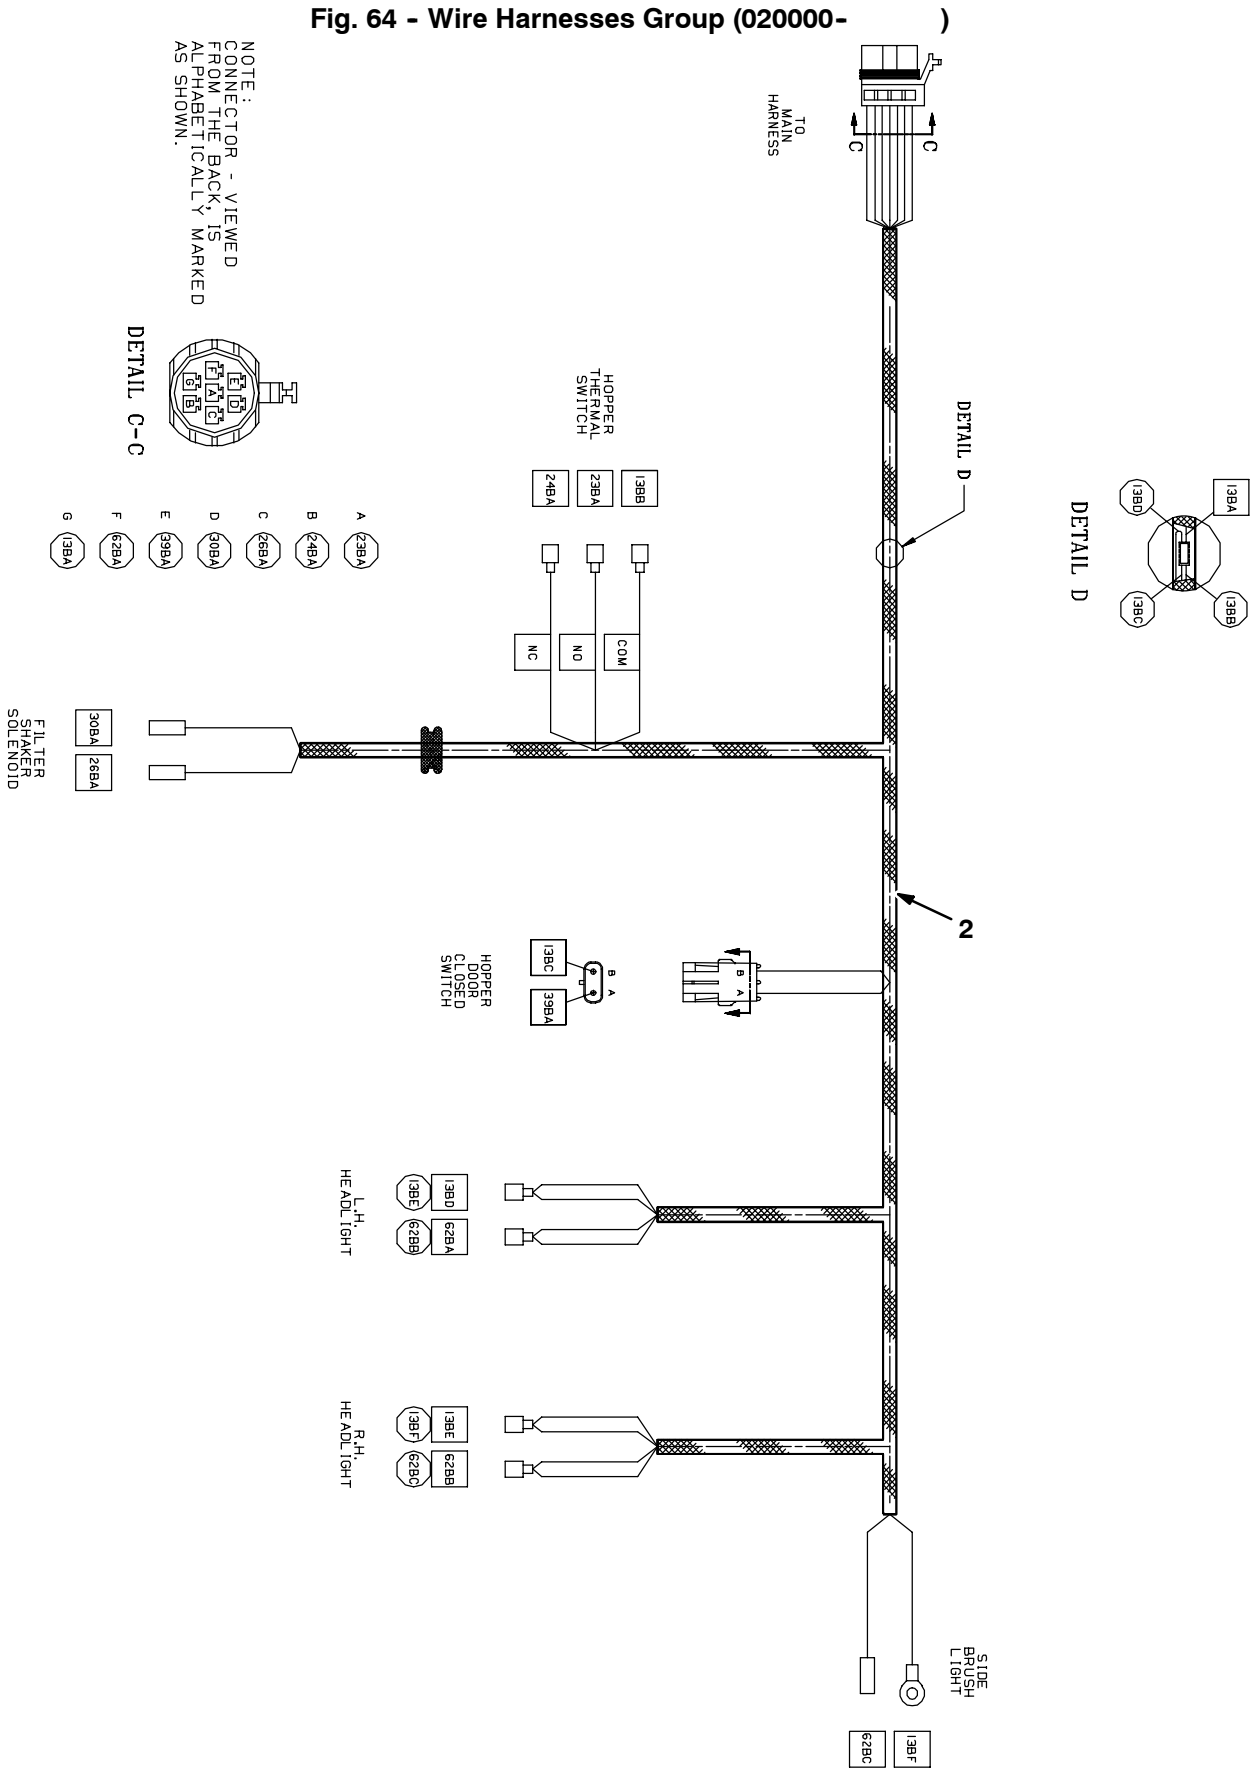 Fig. 64 - Wire Harnesses Group (020000- )
NOTE:
CONNECTOR - VIEWED
FROM THE BACK, IS
ALPHABETICALLY MARKED
AS SHOWN.
TO
MAIN
HARNESS
C
C
DETAIL C-C
F
E
G
A
D
B
C
A
23BA
B
24BA
C
26BA
D
30BA
E
39BA
F
62BA
G
13BA
HOPPER
THERMAL
SWITCH
13BB
23BA
24BA
COM
NO
NC
DETAIL D
13BA
13BD
13BB
13BC
DETAIL D
FILTER
SHAKER
SOLENOID
30BA
26BA
2
HOPPER
DOOR
CLOSED
SWITCH
13BC
39BA
B
A
B
A
L.H.
HEADLIGHT
13BD
13BE
62BA
62BB
R.H.
HEADLIGHT
13BE
13BF
62BB
62BC
SIDE
BRUSH
LIGHT
13BF
62BC